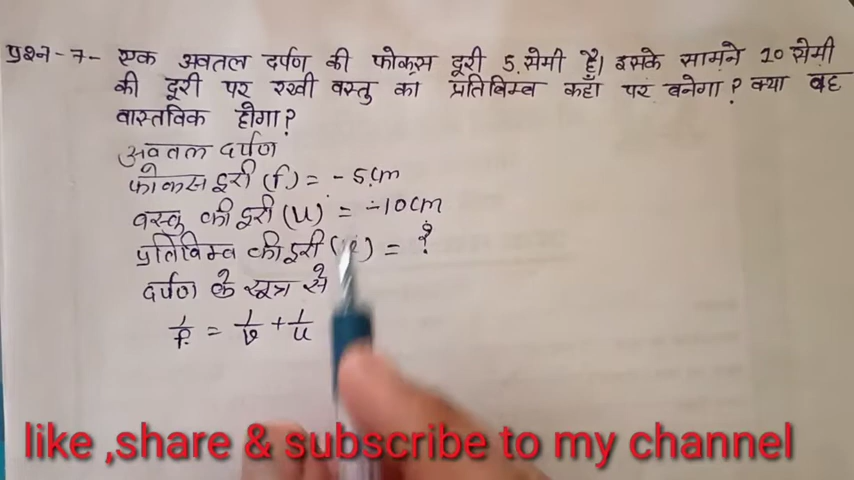 प्रश्न-7- एक अवतल दर्पण की फोकस दूरी 5 सेमी है। इसके सामने 10 सेमी
की दूरी पर रखी वस्तु का प्रतिबिम्ब कहाँ पर बनेगा? क्या वह
वास्तविक होगा?
अवतल दर्पण
फोकस दूरी (f) = -5cm
वस्तु की दूरी (u) = -10cm
प्रतिबिम्ब की दूरी ( ) = ?
दर्पण के सूत्र से
1/f = 1/v + 1/u
like ,share & subscribe to my channel